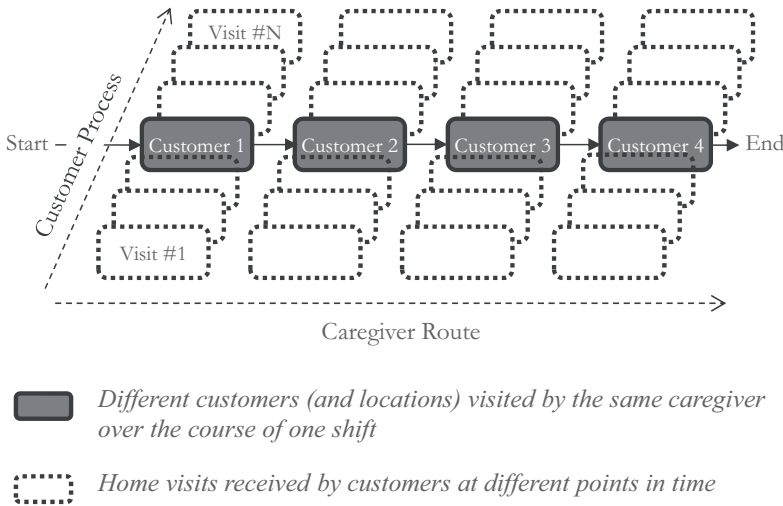 Visit #N
Customer Process
Start
Customer 1
Customer 2
Customer 3
Customer 4
End
Visit #1
Caregiver Route
Different customers (and locations) visited by the same caregiver
over the course of one shift
Home visits received by customers at different points in time